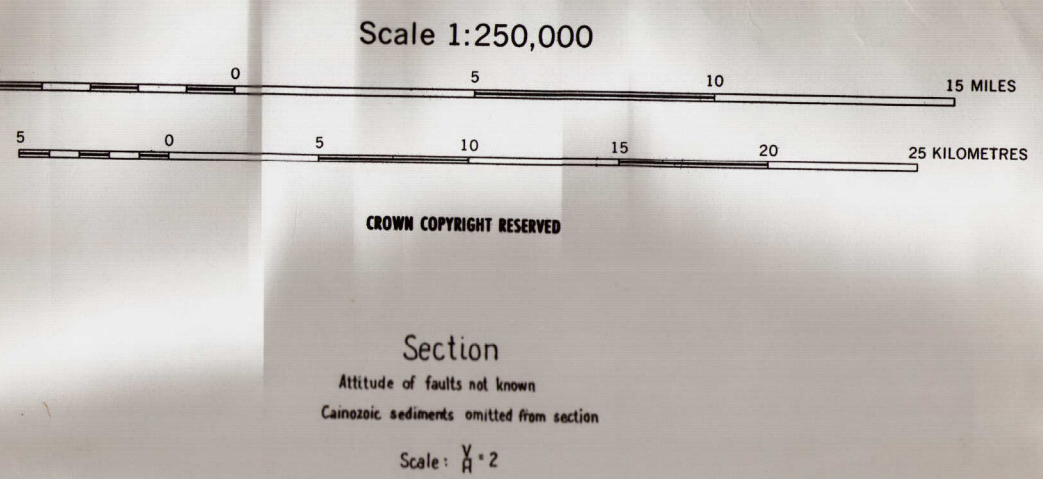 Scale 1:250,000
0 5 10 15 MILES
5 0 5 10 15 20 25 KILOMETRES
CROWN COPYRIGHT RESERVED
Section
Attitude of faults not known
Cainozoic sediments omitted from section
Scale: V/H = 2